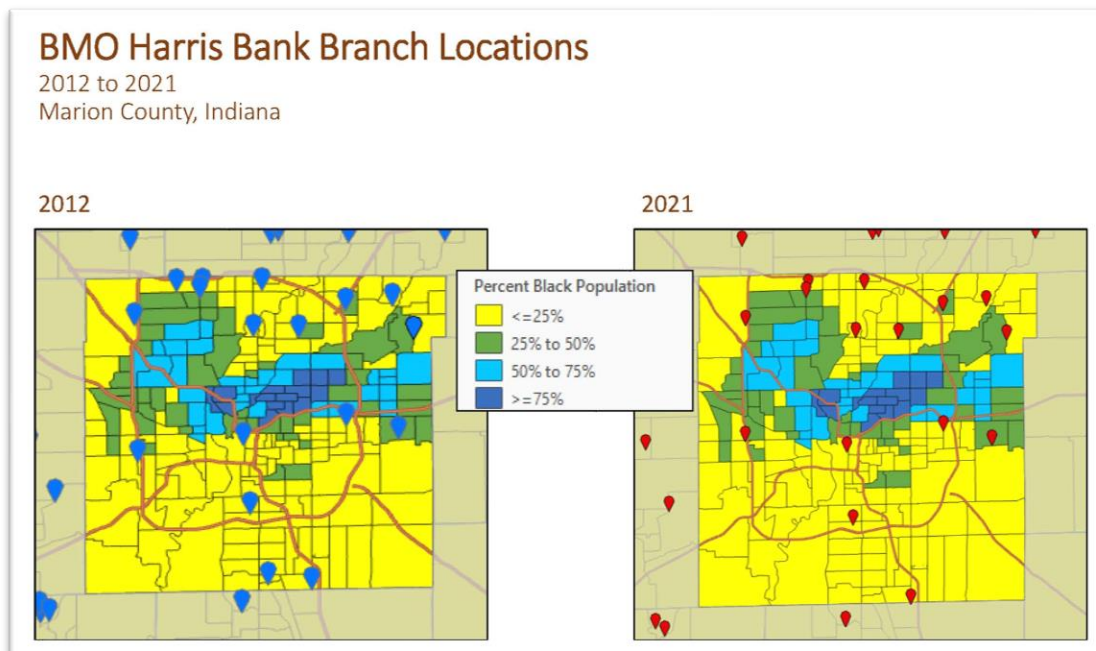 BMO Harris Bank Branch Locations
2012 to 2021
Marion County, Indiana
2012
2021
Percent Black Population
<=25%
25% to 50%
50% to 75%
>=75%